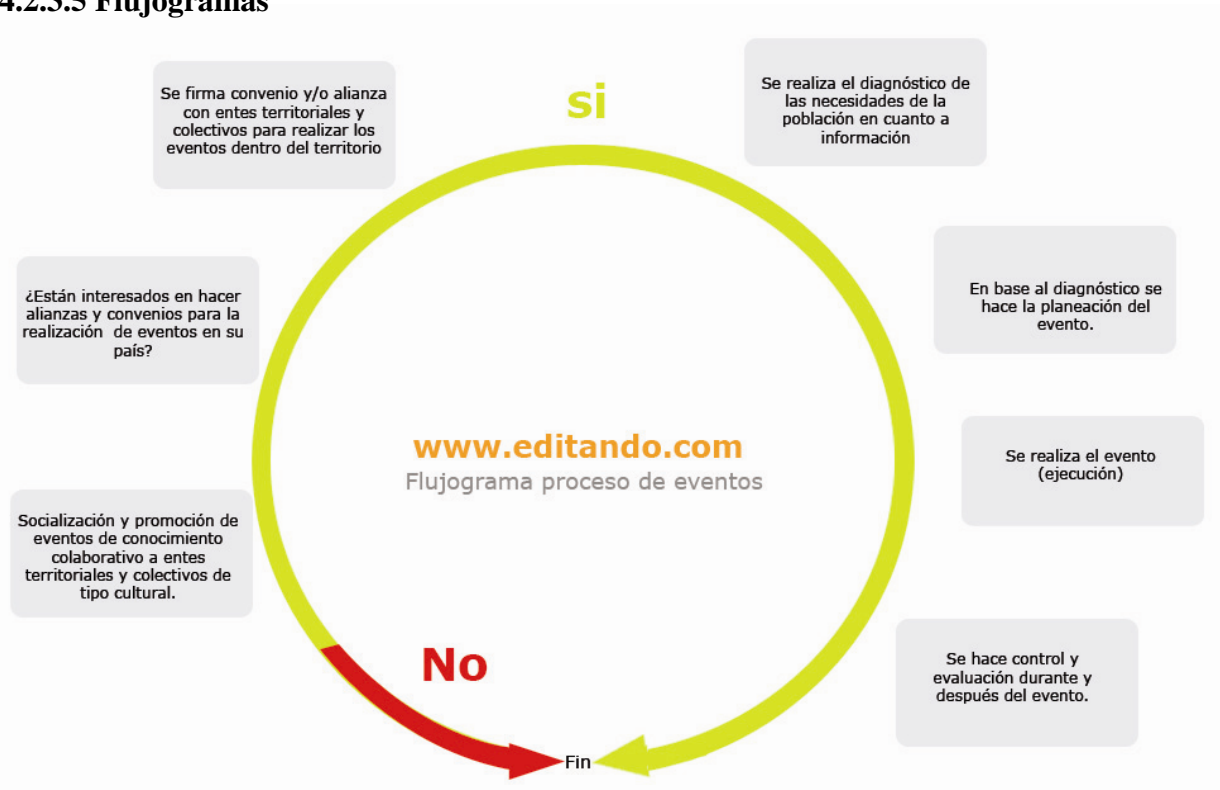 4.2.3.5 Flujogramas
si
Se firma convenio y/o alianza
con entes territoriales y
colectivos para realizar los
eventos dentro del territorio
Se realiza el diagnóstico de
las necesidades de la
población en cuanto a
información
¿Están interesados en hacer
alianzas y convenios para la
realización de eventos en su
país?
En base al diagnóstico se
hace la planeación del
evento.
www.editando.com
Flujograma proceso de eventos
Se realiza el evento
(ejecución)
Socialización y promoción de
eventos de conocimiento
colaborativo a entes
territoriales y colectivos de
tipo cultural.
No
Se hace control y
evaluación durante y
después del evento.
Fin